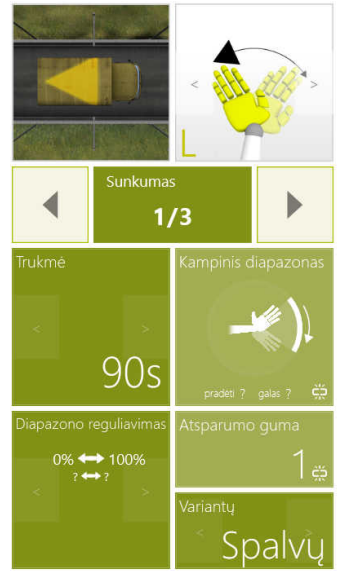 L
Sunkumas
1/3
Trukmė
90s
Kampinis diapazonas
pradėti ? galas ?
Diapazono reguliavimas
0% ⬌ 100%
? ⬌ ?
Atsparumo guma
1
Variantų
Spalvų